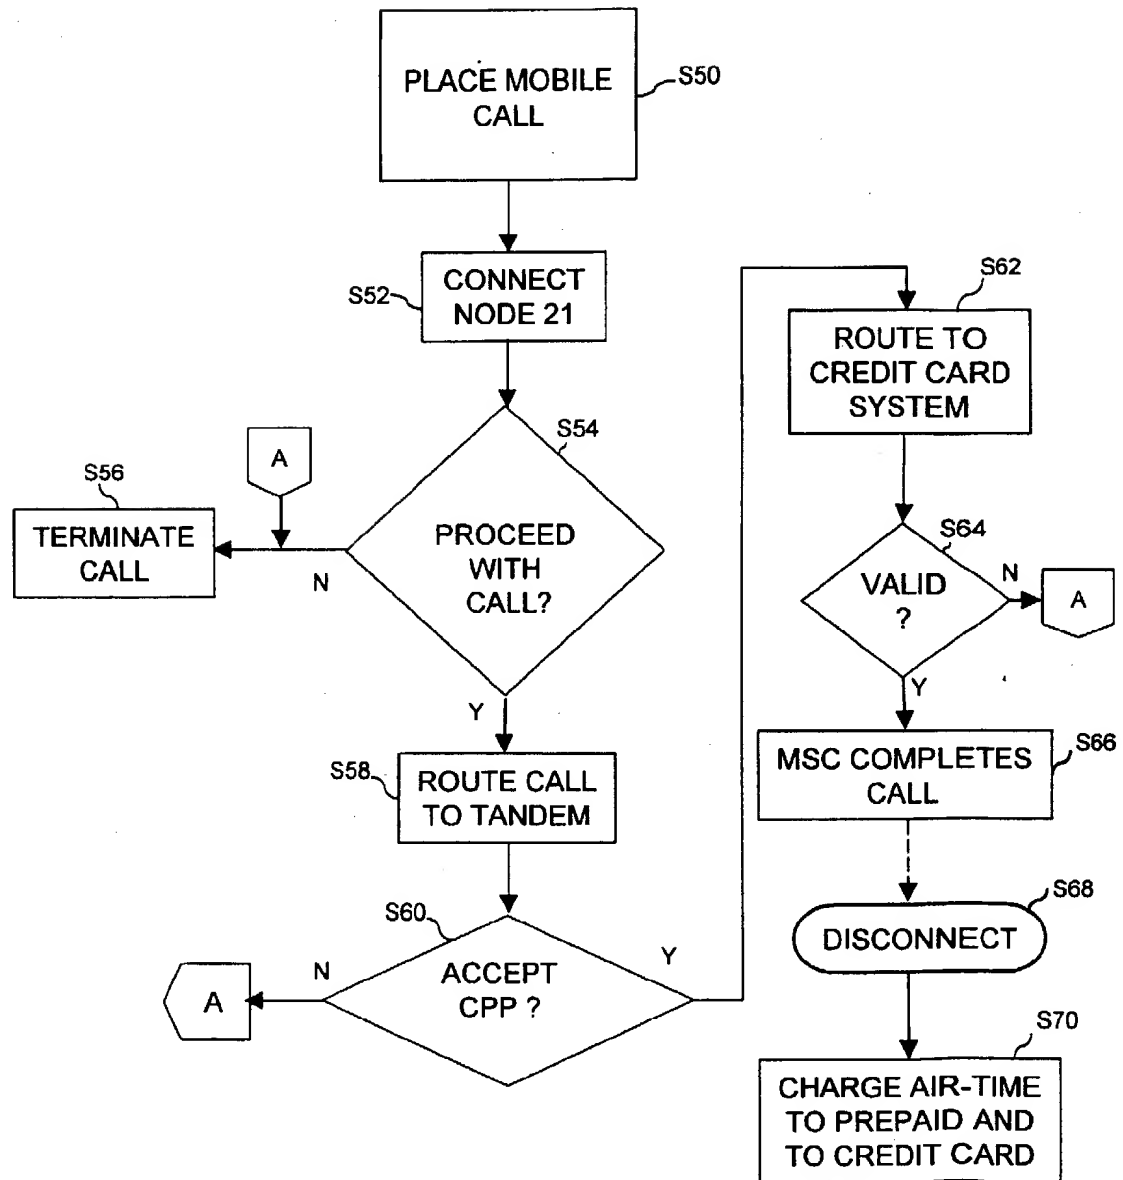 PLACE MOBILE
CALL
S50
CONNECT
NODE 21
S52
PROCEED
WITH
CALL?
S54
A
S56
TERMINATE
CALL
N
Y
S58
ROUTE CALL
TO TANDEM
S60
ACCEPT
CPP ?
N
A
Y
S62
ROUTE TO
CREDIT CARD
SYSTEM
S64
VALID
?
N
A
Y
S66
MSC COMPLETES
CALL
S68
DISCONNECT
S70
CHARGE AIR-TIME
TO PREPAID AND
TO CREDIT CARD